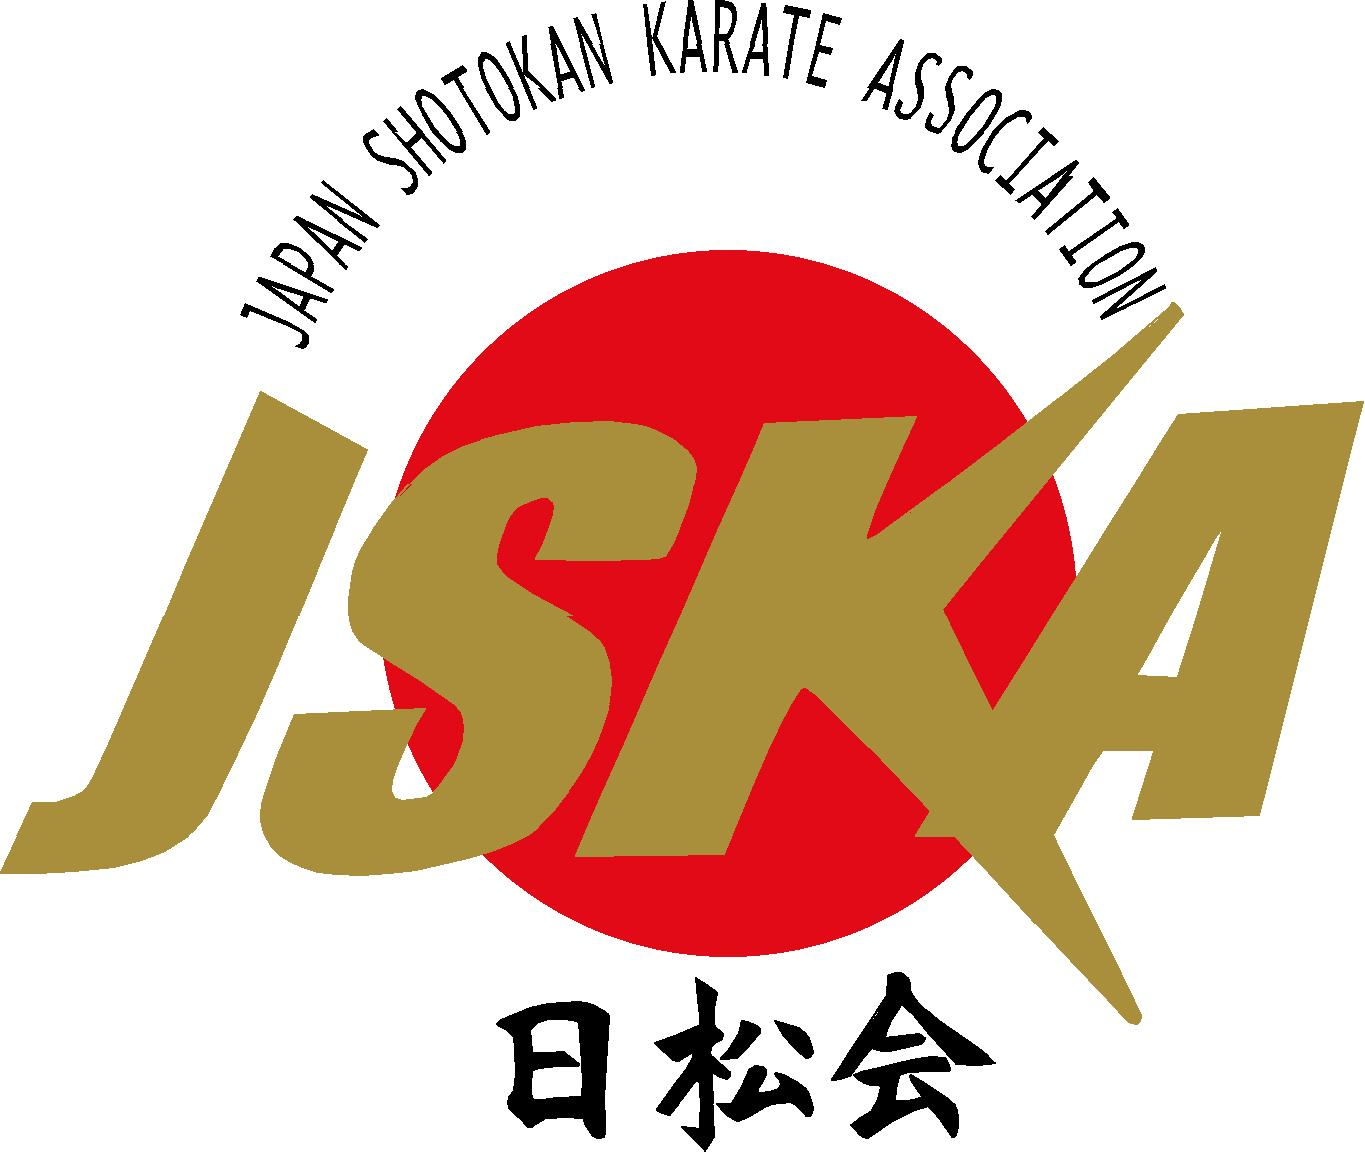 JAPAN SHOTOKAN KARATE ASSOCIATION
JSKA
日松会